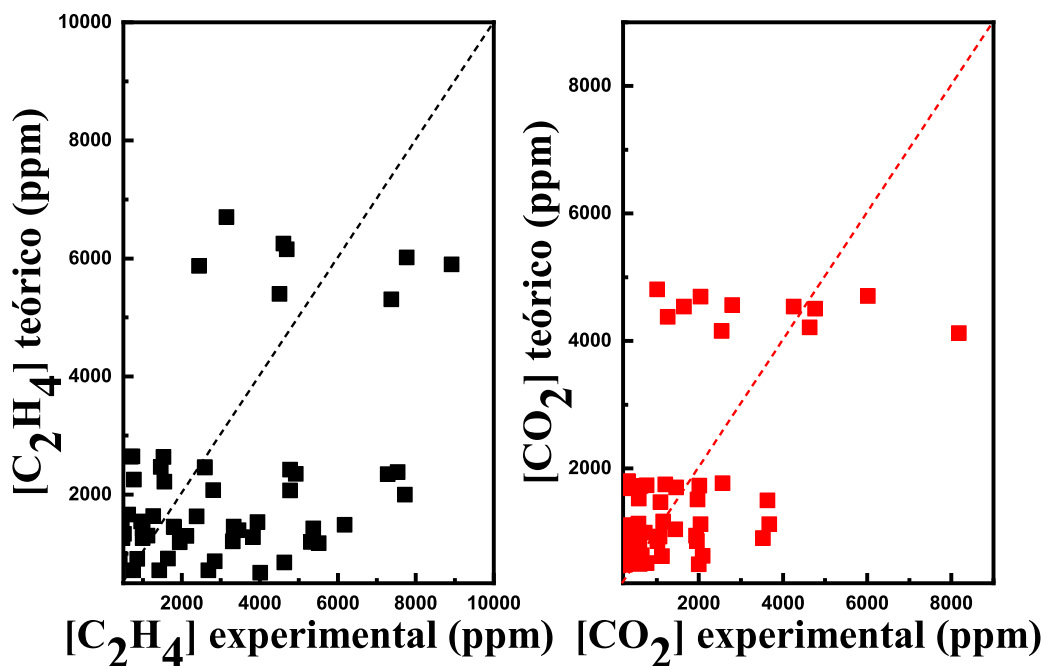 [C2H4] teórico (ppm)
10000
8000
6000
4000
2000
2000 4000 6000 8000 10000
[C2H4] experimental (ppm)
[CO2] teórico (ppm)
8000
6000
4000
2000
2000 4000 6000 8000
[CO2] experimental (ppm)